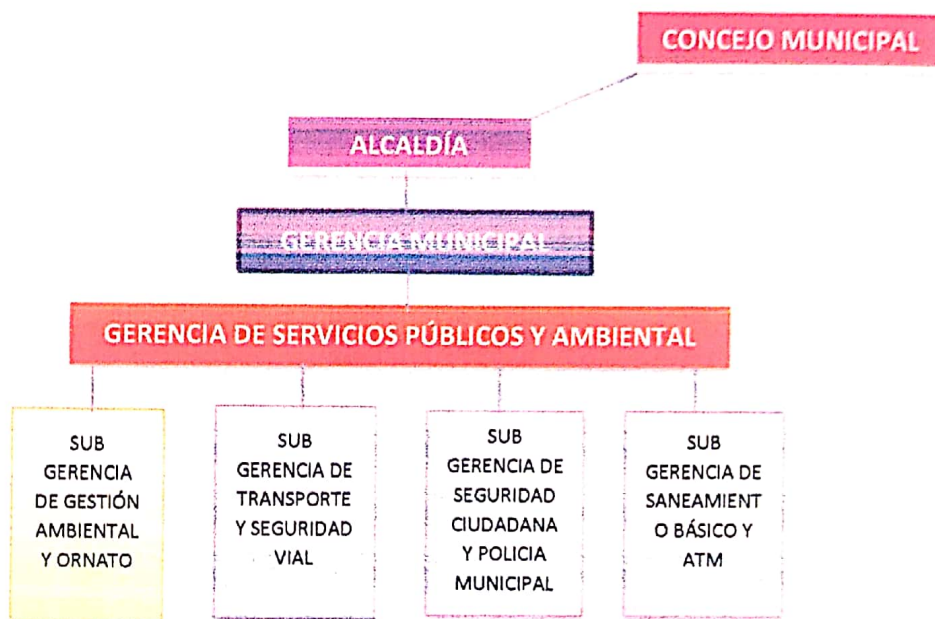 CONCEJO MUNICIPAL
ALCALDÍA
GERENCIA MUNICIPAL
GERENCIA DE SERVICIOS PÚBLICOS Y AMBIENTAL
SUB
GERENCIA
DE GESTIÓN
AMBIENTAL
Y ORNATO
SUB
GERENCIA DE
TRANSPORTE
Y SEGURIDAD
VIAL
SUB
GERENCIA DE
SEGURIDAD
CIUDADANA
Y POLICIA
MUNICIPAL
SUB
GERENCIA DE
SANEAMIENT
O BÁSICO Y
ATM